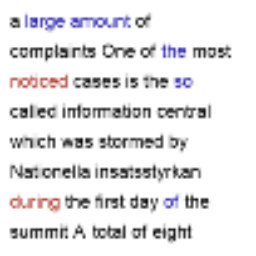 a large amount of
complaints One of the most
noticed cases is the so
called information central
which was stormed by
Nationella insatsstyrkan
during the first day of the
summit A total of eight